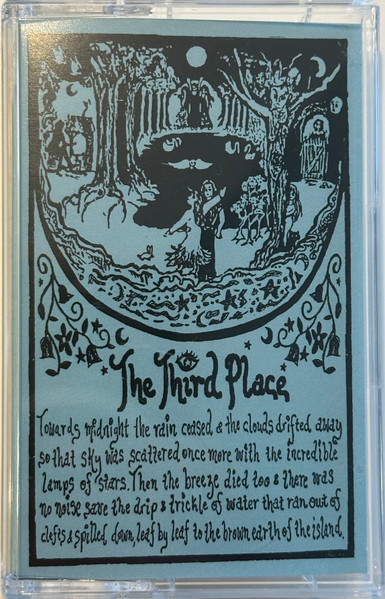 The Third Place
Towards midnight the rain ceased & the clouds drifted away
so that sky was scattered once more with the incredible
lamps of stars. Then the breeze died too & there was
no noise save the drip & trickle of water that ran out of
clefts & spilled down, leaf by leaf to the brown earth of the island.